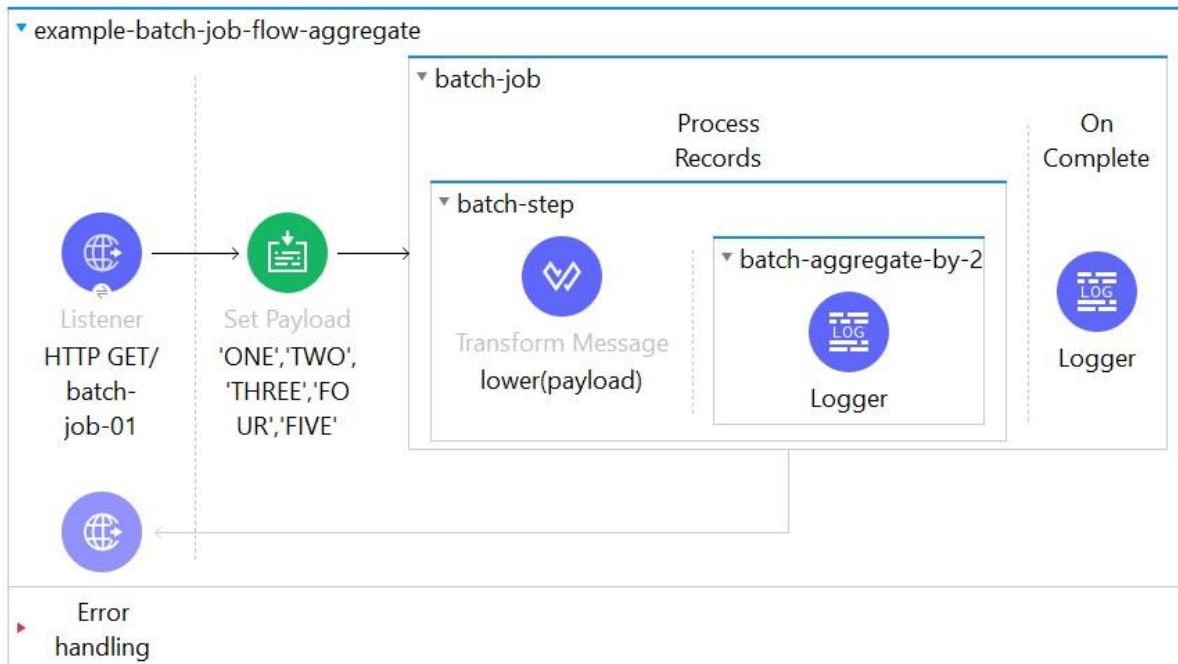 example-batch-job-flow-aggregate
batch-job
Process
Records
On
Complete
batch-step
batch-aggregate-by-2
LOG
LOG
Listener
HTTP GET/
batch-
job-01
Set Payload
'ONE','TWO',
'THREE','FO
UR','FIVE'
Transform Message
lower(payload)
Logger
Logger
Error
handling